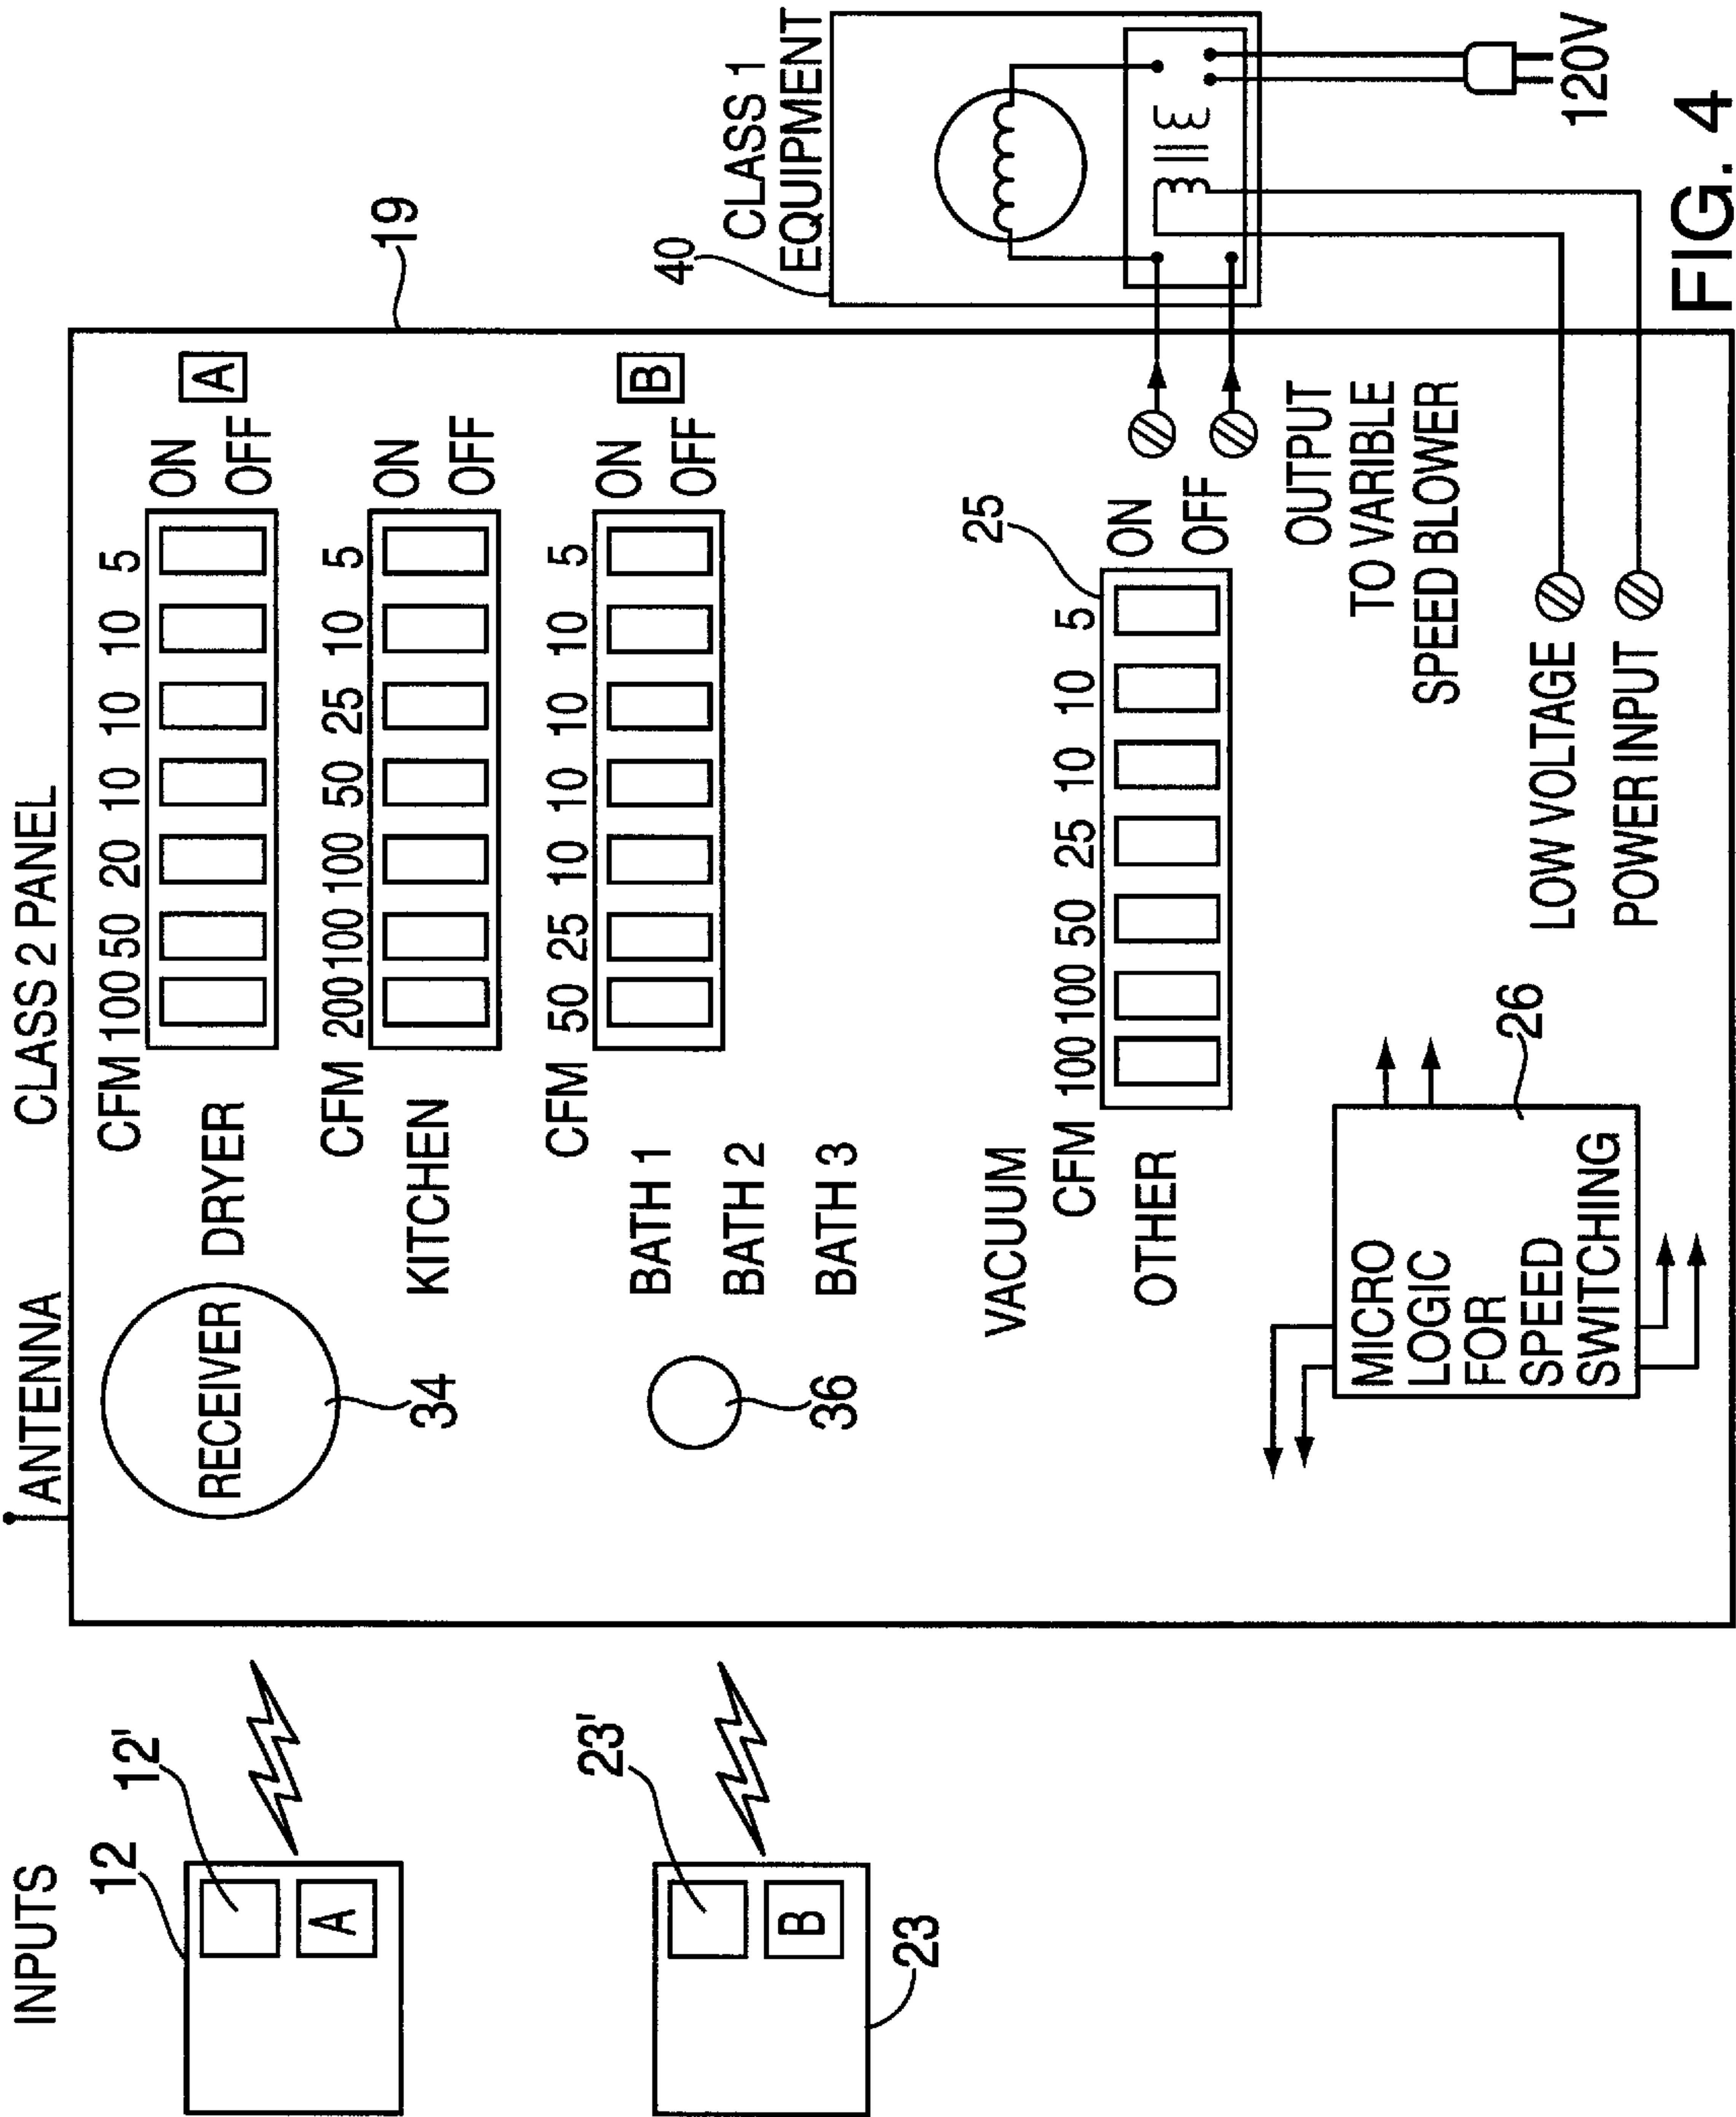 INPUTS
12
12'
A
23'
B
23
ANTENNA
CLASS 2 PANEL
19
RECEIVER
34
DRYER
CFM 100 50 20 10 10 10 5
ON
OFF
A
KITCHEN
CFM 200 100 100 50 25 10 5
ON
OFF
36
BATH 1
BATH 2
BATH 3
CFM 50 25 10 10 10 10 5
ON
OFF
B
VACUUM
OTHER
CFM 100 100 50 25 10 10 5
25
ON
OFF
MICRO
LOGIC
FOR
SPEED
SWITCHING
26
OUTPUT
TO VARIBLE
SPEED BLOWER
LOW VOLTAGE
POWER INPUT
40
CLASS 1
EQUIPMENT
120V
FIG. 4